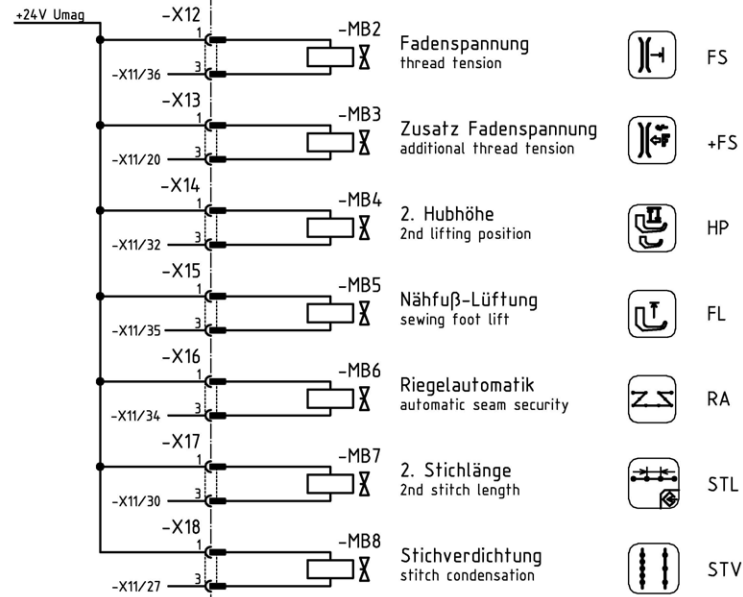 +24V Umag
-X12
1
-MB2
Fadenspannung
thread tension
FS
-X11/36
3
-X13
1
-MB3
Zusatz Fadenspannung
additional thread tension
+FS
-X11/20
3
-X14
1
-MB4
2. Hubhöhe
2nd lifting position
HP
-X11/32
3
-X15
1
-MB5
Nähfuß-Lüftung
sewing foot lift
FL
-X11/35
3
-X16
1
-MB6
Riegelautomatik
automatic seam security
RA
-X11/34
3
-X17
1
-MB7
2. Stichlänge
2nd stitch length
STL
-X11/30
3
-X18
1
-MB8
Stichverdichtung
stitch condensation
STV
-X11/27
3